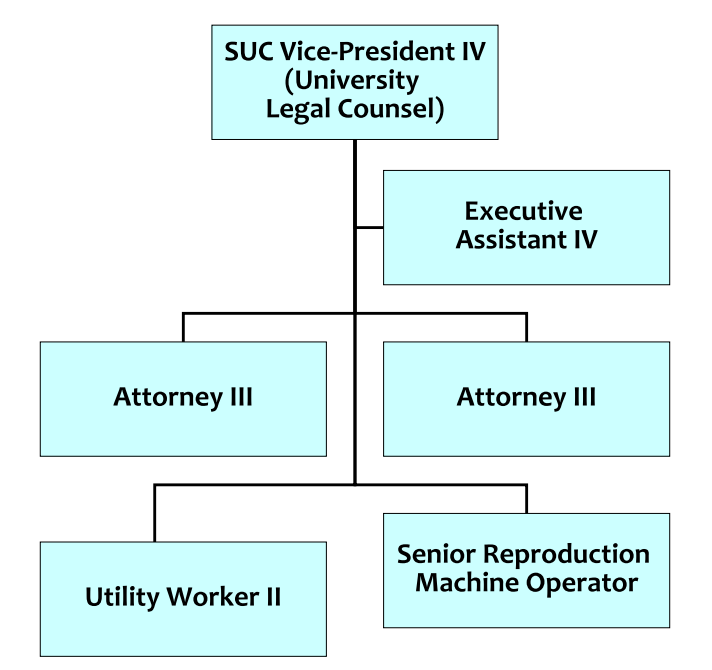 SUC Vice-President IV
(University
Legal Counsel)
Executive
Assistant IV
Attorney III
Attorney III
Utility Worker II
Senior Reproduction
Machine Operator